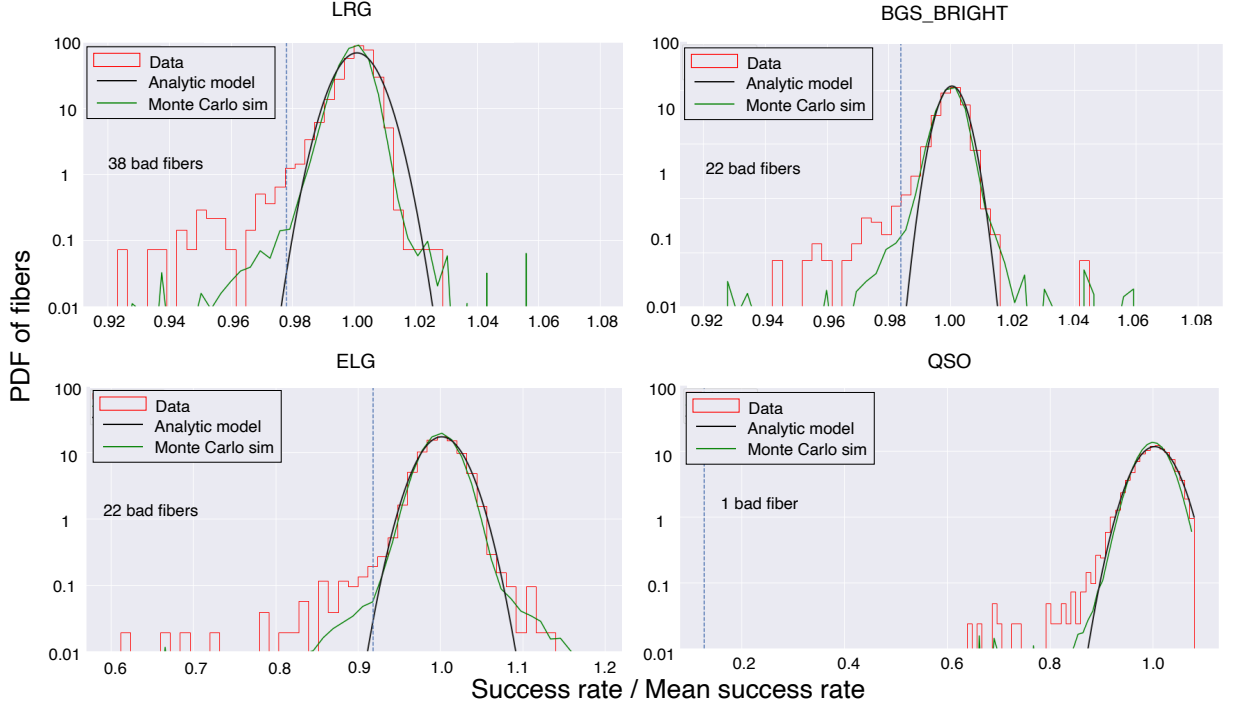 LRG
BGS_BRIGHT
100
10
1
0.1
0.01
Data
Analytic model
Monte Carlo sim
38 bad fibers
0.92 0.94 0.96 0.98 1.00 1.02 1.04 1.06 1.08
100
10
1
0.1
0.01
Data
Analytic model
Monte Carlo sim
22 bad fibers
0.92 0.94 0.96 0.98 1.00 1.02 1.04 1.06 1.08
PDF of fibers
ELG
QSO
100
10
1
0.1
0.01
Data
Analytic model
Monte Carlo sim
22 bad fibers
0.6 0.7 0.8 0.9 1.0 1.1 1.2
100
10
1
0.1
0.01
Data
Analytic model
Monte Carlo sim
1 bad fiber
0.2 0.4 0.6 0.8 1.0
Success rate / Mean success rate